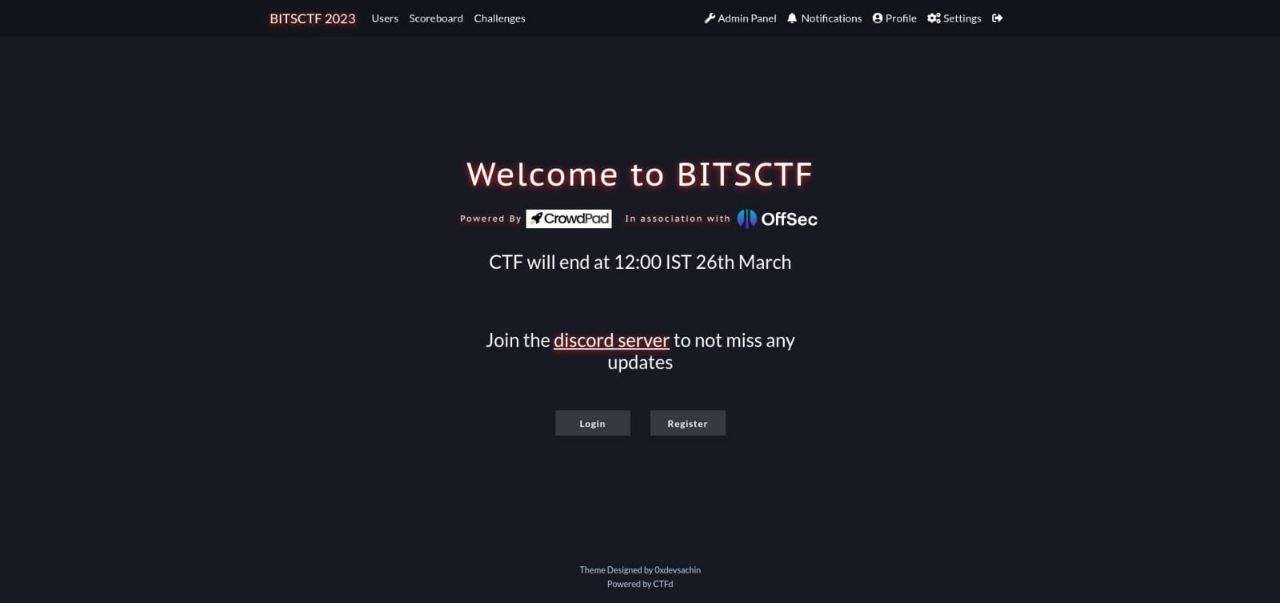 BITSCTF 2023 Users Scoreboard Challenges Admin Panel Notifications Profile Settings
Welcome to BITSCTF
Powered By CrowdPad In association with OffSec
CTF will end at 12:00 IST 26th March
Join the discord server to not miss any
updates
Login Register
Theme Designed by 0xdevsachin
Powered by CTFd